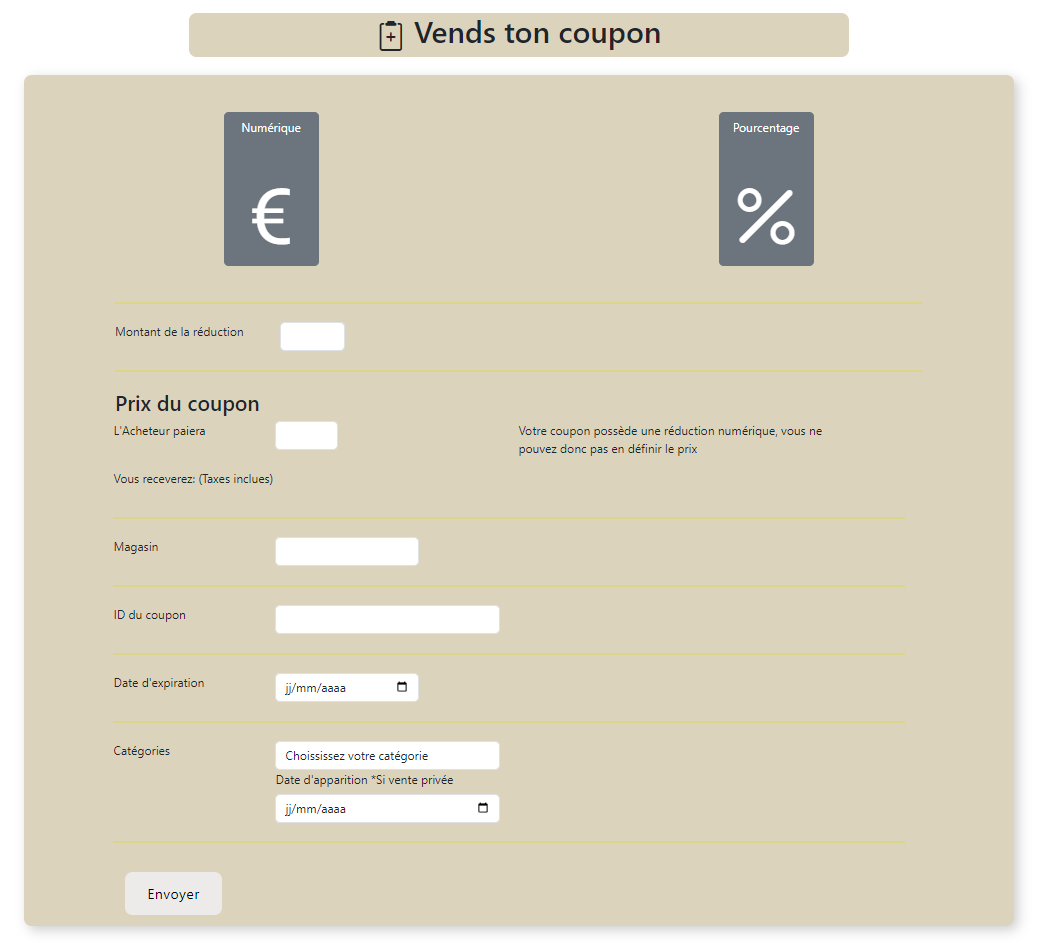 Vends ton coupon
Numérique
Pourcentage
€
%
Montant de la réduction
Prix du coupon
L'Acheteur paiera
Votre coupon possède une réduction numérique, vous ne
pouvez donc pas en définir le prix
Vous receverez: (Taxes inclues)
Magasin
ID du coupon
Date d'expiration
jj/mm/aaaa
Catégories
Choississez votre catégorie
Date d'apparition *Si vente privée
jj/mm/aaaa
Envoyer